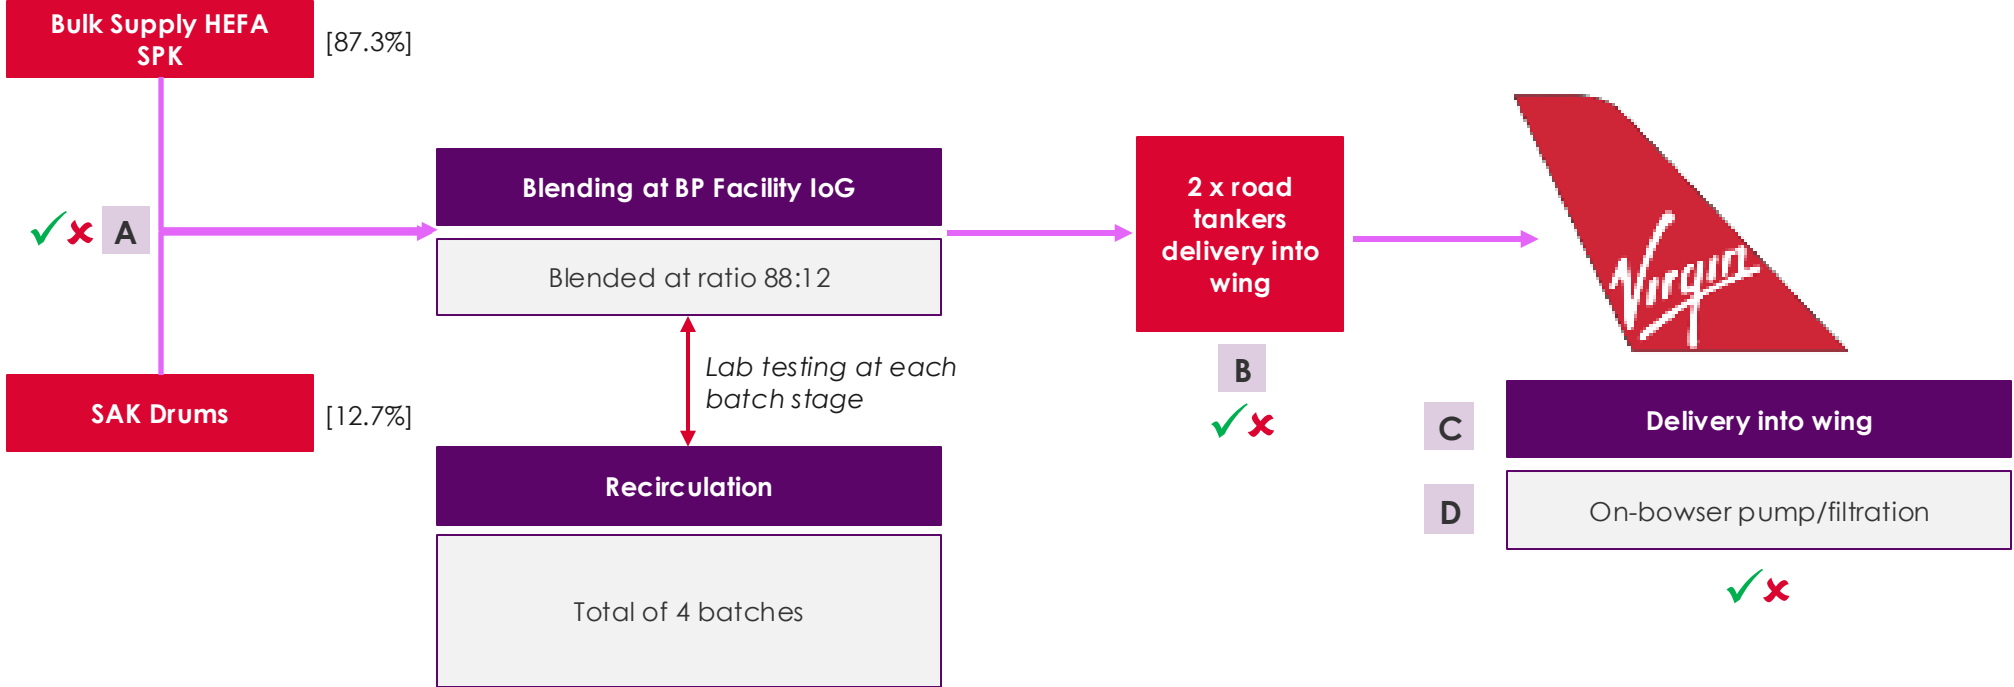 Bulk Supply HEFA
SPK
[87.3%]
A
SAK Drums
[12.7%]
Blending at BP Facility IoG
Blended at ratio 88:12
Lab testing at each
batch stage
Recirculation
Total of 4 batches
2 x road
tankers
delivery into
wing
B
Virgin
C
Delivery into wing
D
On-bowser pump/filtration